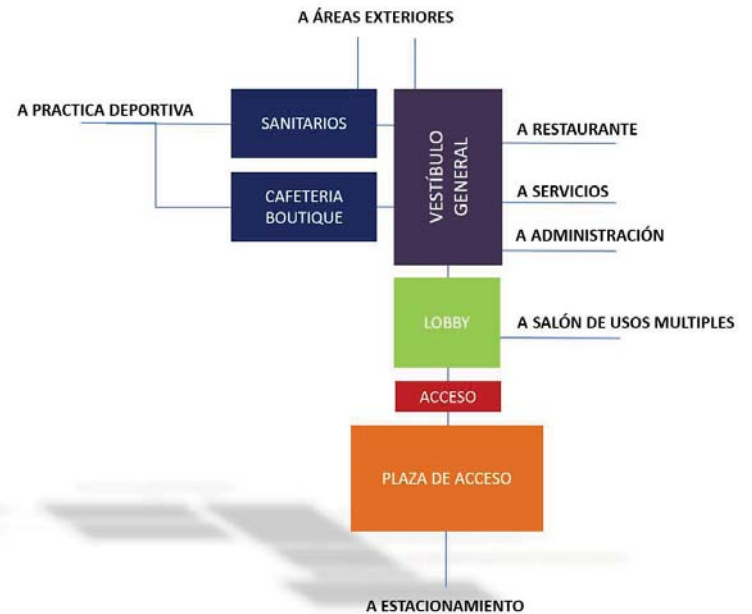 A ÁREAS EXTERIORES
A PRACTICA DEPORTIVA
SANITARIOS
VESTÍBULO
GENERAL
A RESTAURANTE
CAFETERIA
BOUTIQUE
A SERVICIOS
A ADMINISTRACIÓN
LOBBY
A SALÓN DE USOS MULTIPLES
ACCESO
PLAZA DE ACCESO
A ESTACIONAMIENTO